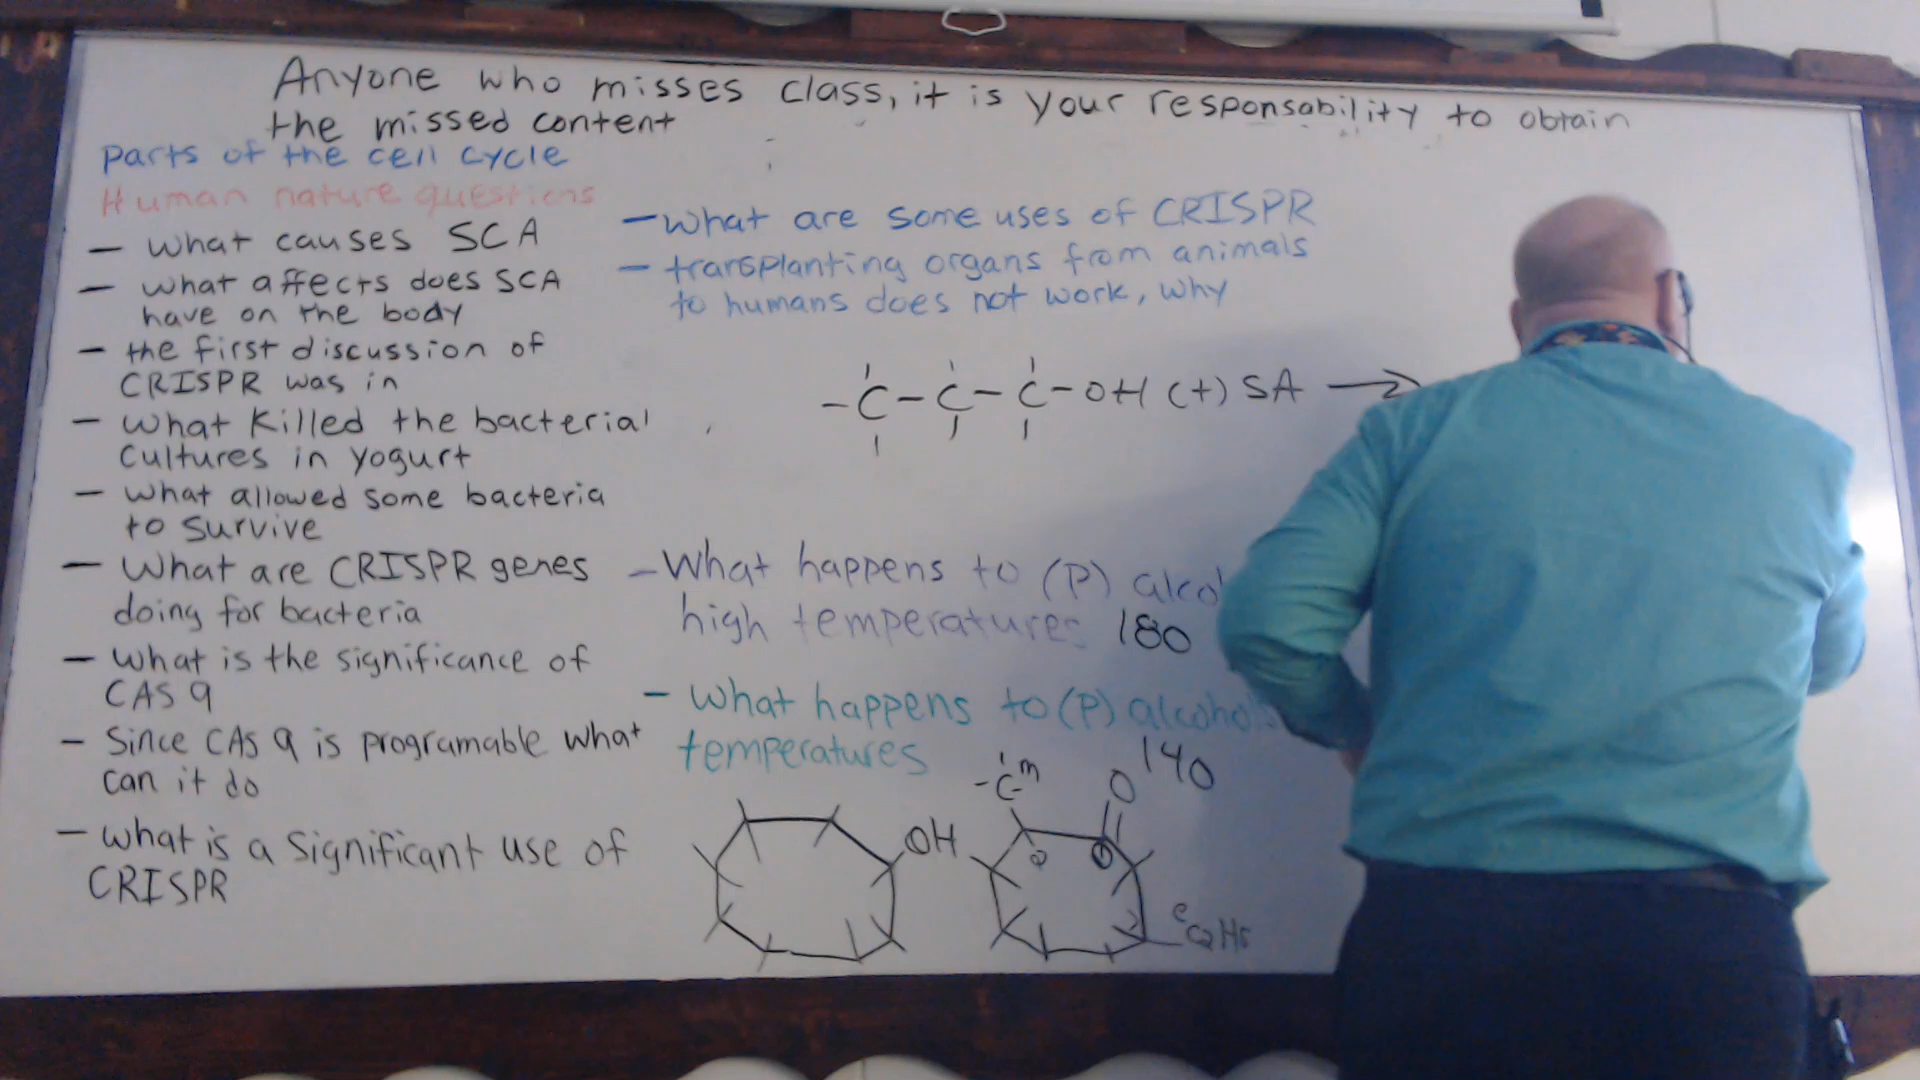 Anyone who misses class, it is your responsability to obtain
the missed content
parts of the cell cycle
Human nature questions
- what causes SCA
- what affects does SCA
have on the body
- the first discussion of
CRISPR was in
- what killed the bacterial
cultures in yogurt
- what allowed some bacteria
to survive
- what are CRISPR genes
doing for bacteria
- what is the significance of
CAS 9
- Since CAS 9 is programable what
can it do
- what is a significant use of
CRISPR
- what are some uses of CRISPR
- transplanting organs from animals
to humans does not work, why
-C-C-C-OH (+) SA →
- What happens to (P)
high temperatures 180
- what happens to (P)
temperatures
140
-C- m
O
OH
e
C2H5